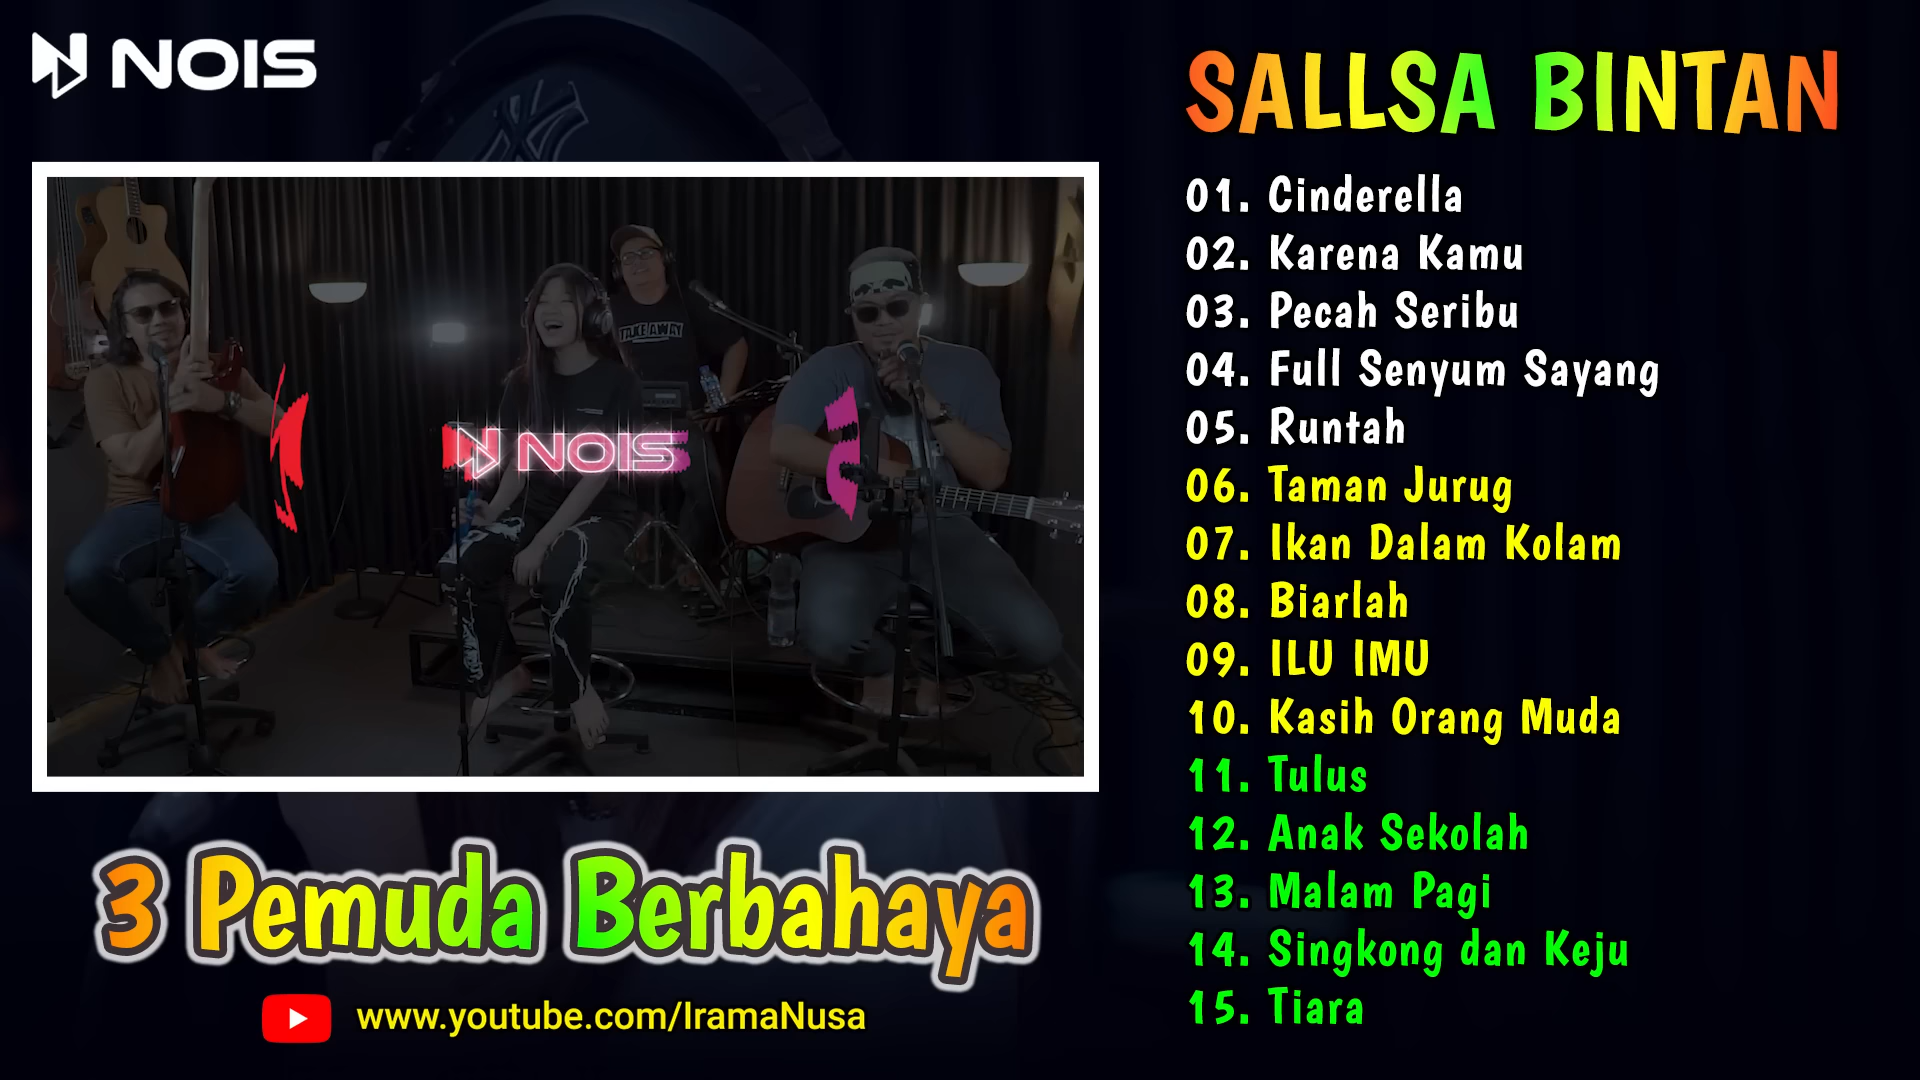 NOIS
SALLSA BINTAN
01. Cinderella
02. Karena Kamu
03. Pecah Seribu
04. Full Senyum Sayang
05. Runtah
06. Taman Jurug
07. Ikan Dalam Kolam
08. Biarlah
09. ILU IMU
10. Kasih Orang Muda
11. Tulus
12. Anak Sekolah
13. Malam Pagi
14. Singkong dan Keju
15. Tiara
TAKE AWAY
NOIS
3 Pemuda Berbahaya
www.youtube.com/IramaNusa